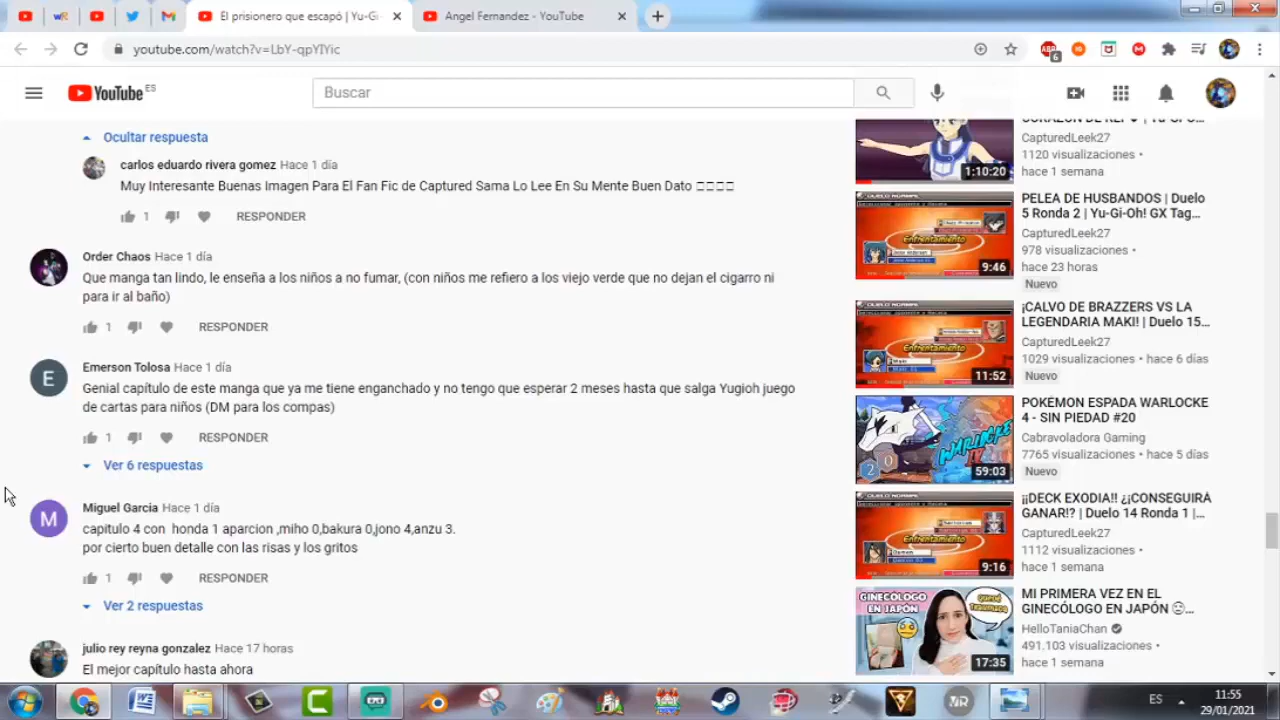 El prisionero que escapó | Yu-Gi-
Angel Fernandez - YouTube
youtube.com/watch?v=LbY-qpYIYic
6
YouTube ES
Buscar
Ocultar respuesta
carlos eduardo rivera gomez Hace 1 día
Muy Interesante Buenas Imagen Para El Fan Fic de Captured Sama Lo Lee En Su Mente Buen Dato
1 RESPONDER
Order Chaos Hace 1 día
Que manga tan lindo, le enseña a los niños a no fumar, (con niños me refiero a los viejo verde que no dejan el cigarro ni
para ir al baño)
1 RESPONDER
Emerson Tolosa Hace 1 día
Genial capítulo de este manga que ya me tiene enganchado y no tengo que esperar 2 meses hasta que salga Yugioh juego
de cartas para niños (DM para los compas)
1 RESPONDER
Ver 6 respuestas
Miguel Garcia Hace 1 día
capitulo 4 con honda 1 aparcion ,miho 0,bakura 0,jono 4,anzu 3.
por cierto buen detalle con las risas y los gritos
1 RESPONDER
Ver 2 respuestas
julio rey reyna gonzalez Hace 17 horas
El mejor capítulo hasta ahora
CapturedLeek27
1120 visualizaciones •
hace 1 semana
1:10:20
PELEA DE HUSBANDOS | Duelo
5 Ronda 2 | Yu-Gi-Oh! GX Tag...
CapturedLeek27
978 visualizaciones •
hace 23 horas
Nuevo
Enfrentamiento
9:46
¡CALVO DE BRAZZERS VS LA
LEGENDARIA MAKI! | Duelo 15...
CapturedLeek27
1029 visualizaciones • hace 6 días
Nuevo
Enfrentamiento
11:52
POKÉMON ESPADA WARLOCKE
4 - SIN PIEDAD #20
Cabravoladora Gaming
7765 visualizaciones • hace 5 días
Nuevo
WARLOCKE
2 0
59:03
¡¡DECK EXODIA!! ¿¡CONSEGUIRA
GANAR!? | Duelo 14 Ronda 1 |...
CapturedLeek27
1112 visualizaciones •
hace 1 semana
Enfrentamiento
9:16
MI PRIMERA VEZ EN EL
GINECÓLOGO EN JAPÓN
HelloTaniaChan
491.103 visualizaciones •
hace 1 semana
GINECÓLOGO
EN JAPÓN
17:35
ES
11:55
29/01/2021